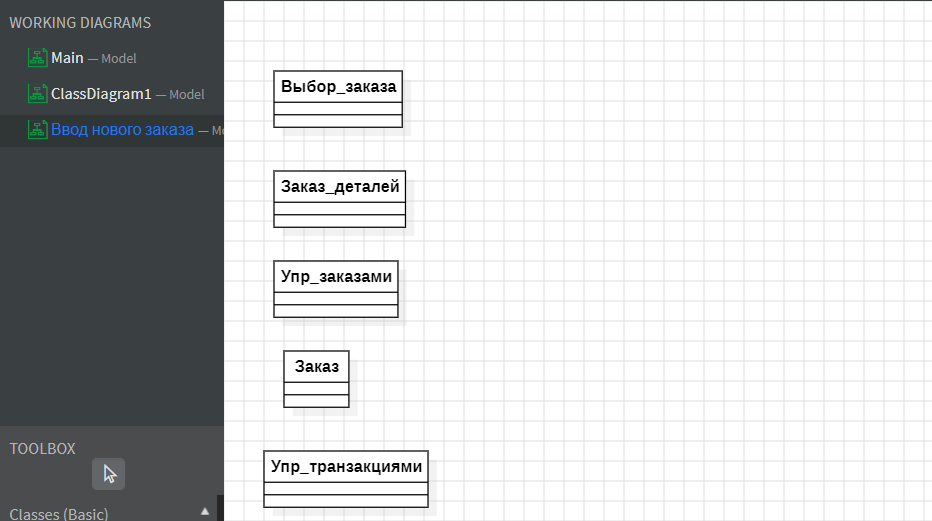 WORKING DIAGRAMS
Main — Model
ClassDiagram1 — Model
Ввод нового заказа — Mo
TOOLBOX
Classes (Basic)
Выбор_заказа
Заказ_деталей
Упр_заказами
Заказ
Упр_транзакциями